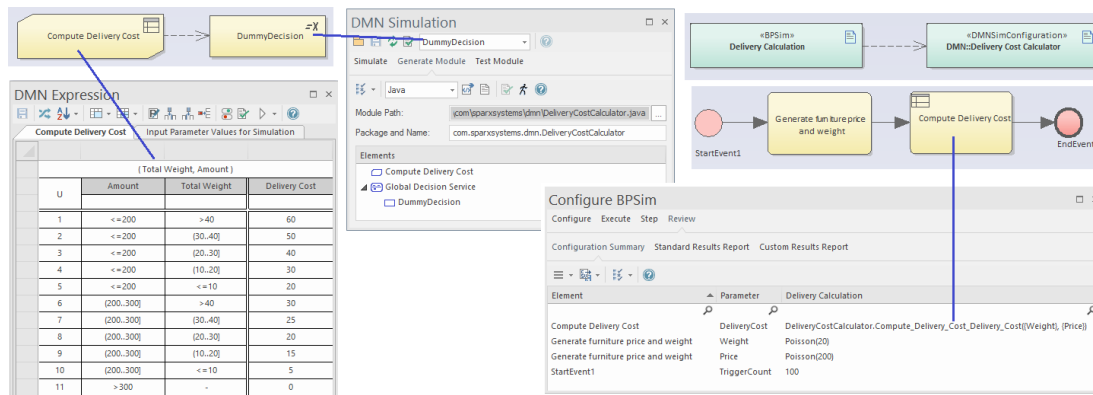 Compute Delivery Cost
DummyDecision
DMN Expression
Compute Delivery Cost Input Parameter Values for Simulation
( Total Weight, Amount )
U Amount Total Weight Delivery Cost
1 <=200 >40 60
2 <=200 (30..40] 50
3 <=200 (20..30] 40
4 <=200 (10..20] 30
5 <=200 <=10 20
6 (200..300] >40 30
7 (200..300] (30..40] 25
8 (200..300] (20..30] 20
9 (200..300] (10..20] 15
10 (200..300] <=10 5
11 >300 - 0
DMN Simulation
DummyDecision
Simulate Generate Module Test Module
Java
Module Path: com\sparxsystems\dmn\DeliveryCostCalculator.java ...
Package and Name: com.sparxsystems.dmn.DeliveryCostCalculator
Elements
Compute Delivery Cost
Global Decision Service
DummyDecision
«BPSim»
Delivery Calculation
«DMNSimConfiguration»
DMN::Delivery Cost Calculator
StartEvent1
Generate furniture price
and weight
Compute Delivery Cost
EndEvent
Configure BPSim
Configure Execute Step Review
Configuration Summary Standard Results Report Custom Results Report
Element Parameter Delivery Calculation
Compute Delivery Cost DeliveryCost DeliveryCostCalculator.Compute_Delivery_Cost_Delivery_Cost({Weight}, {Price})
Generate furniture price and weight Weight Poisson(20)
Generate furniture price and weight Price Poisson(200)
StartEvent1 TriggerCount 100